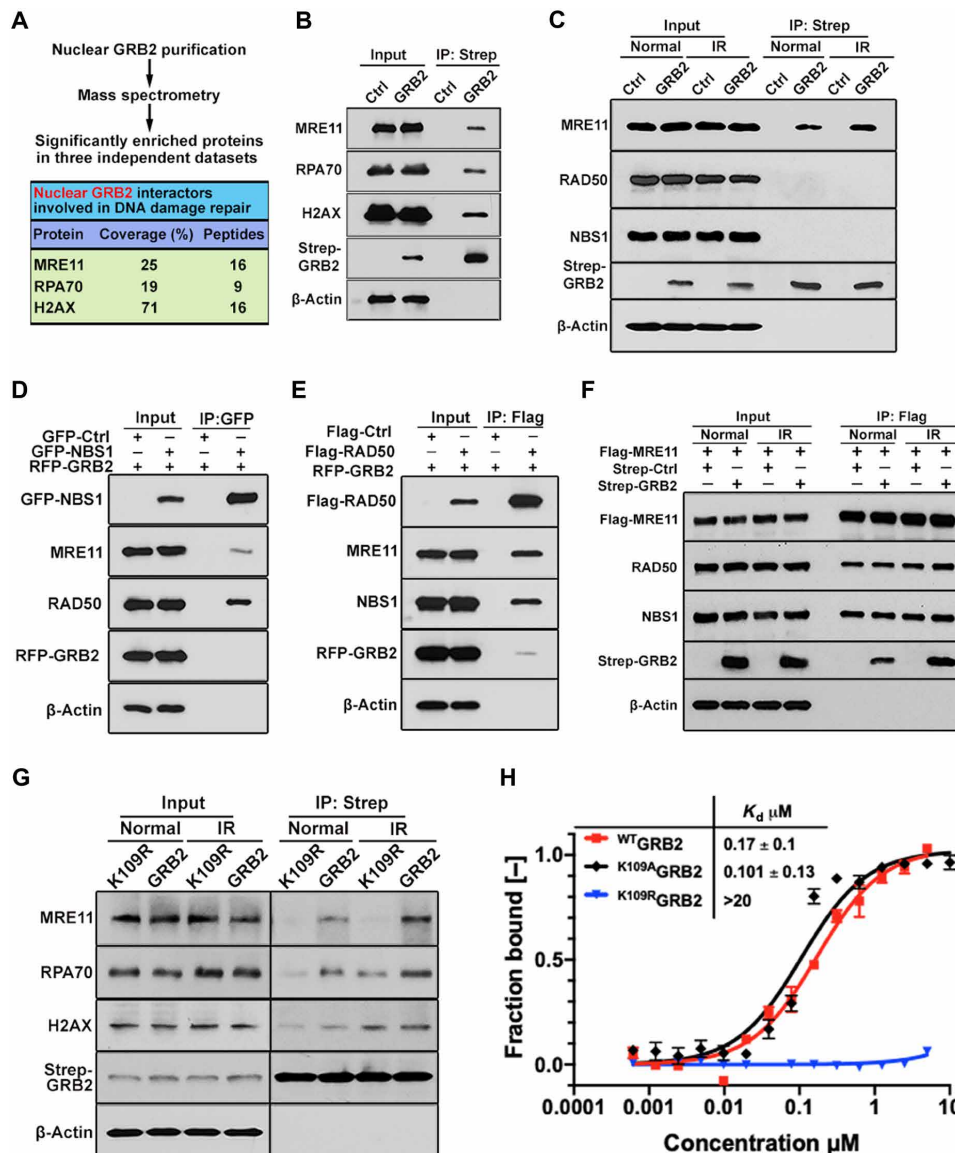 A
Nuclear GRB2 purification
Mass spectrometry
Significantly enriched proteins
in three independent datasets
Nuclear GRB2 interactors
involved in DNA damage repair
Protein Coverage (%) Peptides
MRE11 25 16
RPA70 19 9
H2AX 71 16
B
Input IP: Strep
Ctrl GRB2 Ctrl GRB2
MRE11
RPA70
H2AX
Strep-
GRB2
β-Actin
C
Input IP: Strep
Normal IR Normal IR
Ctrl GRB2 Ctrl GRB2 Ctrl GRB2 Ctrl GRB2
MRE11
RAD50
NBS1
Strep-
GRB2
β-Actin
D
Input IP:GFP
GFP-Ctrl + − + −
GFP-NBS1 − + − +
RFP-GRB2 + + + +
GFP-NBS1
MRE11
RAD50
RFP-GRB2
β-Actin
E
Input IP: Flag
Flag-Ctrl + − + −
Flag-RAD50 − + − +
RFP-GRB2 + + + +
Flag-RAD50
MRE11
NBS1
RFP-GRB2
β-Actin
F
Input IP: Flag
Normal IR Normal IR
Flag-MRE11 + + + + + + + +
Strep-Ctrl + − + − + − + −
Strep-GRB2 − + − + − + − +
Flag-MRE11
RAD50
NBS1
Strep-GRB2
β-Actin
G
Input IP: Strep
Normal IR Normal IR
K109R GRB2 K109R GRB2 K109R GRB2 K109R GRB2
MRE11
RPA70
H2AX
Strep-
GRB2
β-Actin
H
Kd μM
WTGRB2 0.17 ± 0.1
K109AGRB2 0.101 ± 0.13
K109RGRB2 >20
Fraction bound [–]
1.0
0.5
0.0
0.0001 0.01 0.1 1 10
Concentration μM